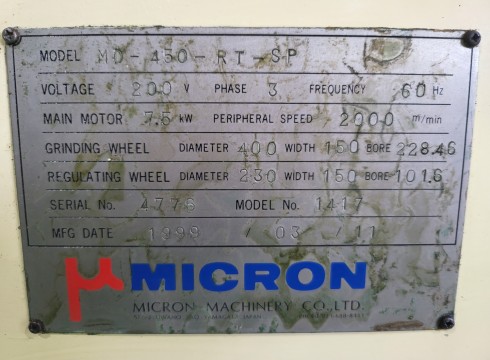 MODEL MD-450-RT-SP
VOLTAGE 200 V PHASE 3 FREQUENCY 60 Hz
MAIN MOTOR 7.5 kW PERIPHERAL SPEED 2000 m/min
GRINDING WHEEL DIAMETER 400 WIDTH 150 BORE 228.46
REGULATING WHEEL DIAMETER 230 WIDTH 150 BORE 101.6
SERIAL No. 4778 MODEL No. 1417
MFG DATE 1998 / 03 / 11
μ MICRON
MICRON MACHINERY CO., LTD.